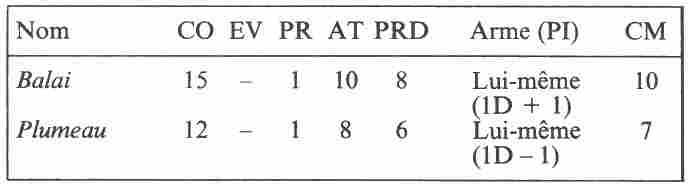 Nom CO EV PR AT PRD Arme (PI) CM
Balai 15 – 1 10 8 Lui-même 10
(1D + 1)
Plumeau 12 – 1 8 6 Lui-même 7
(1D – 1)